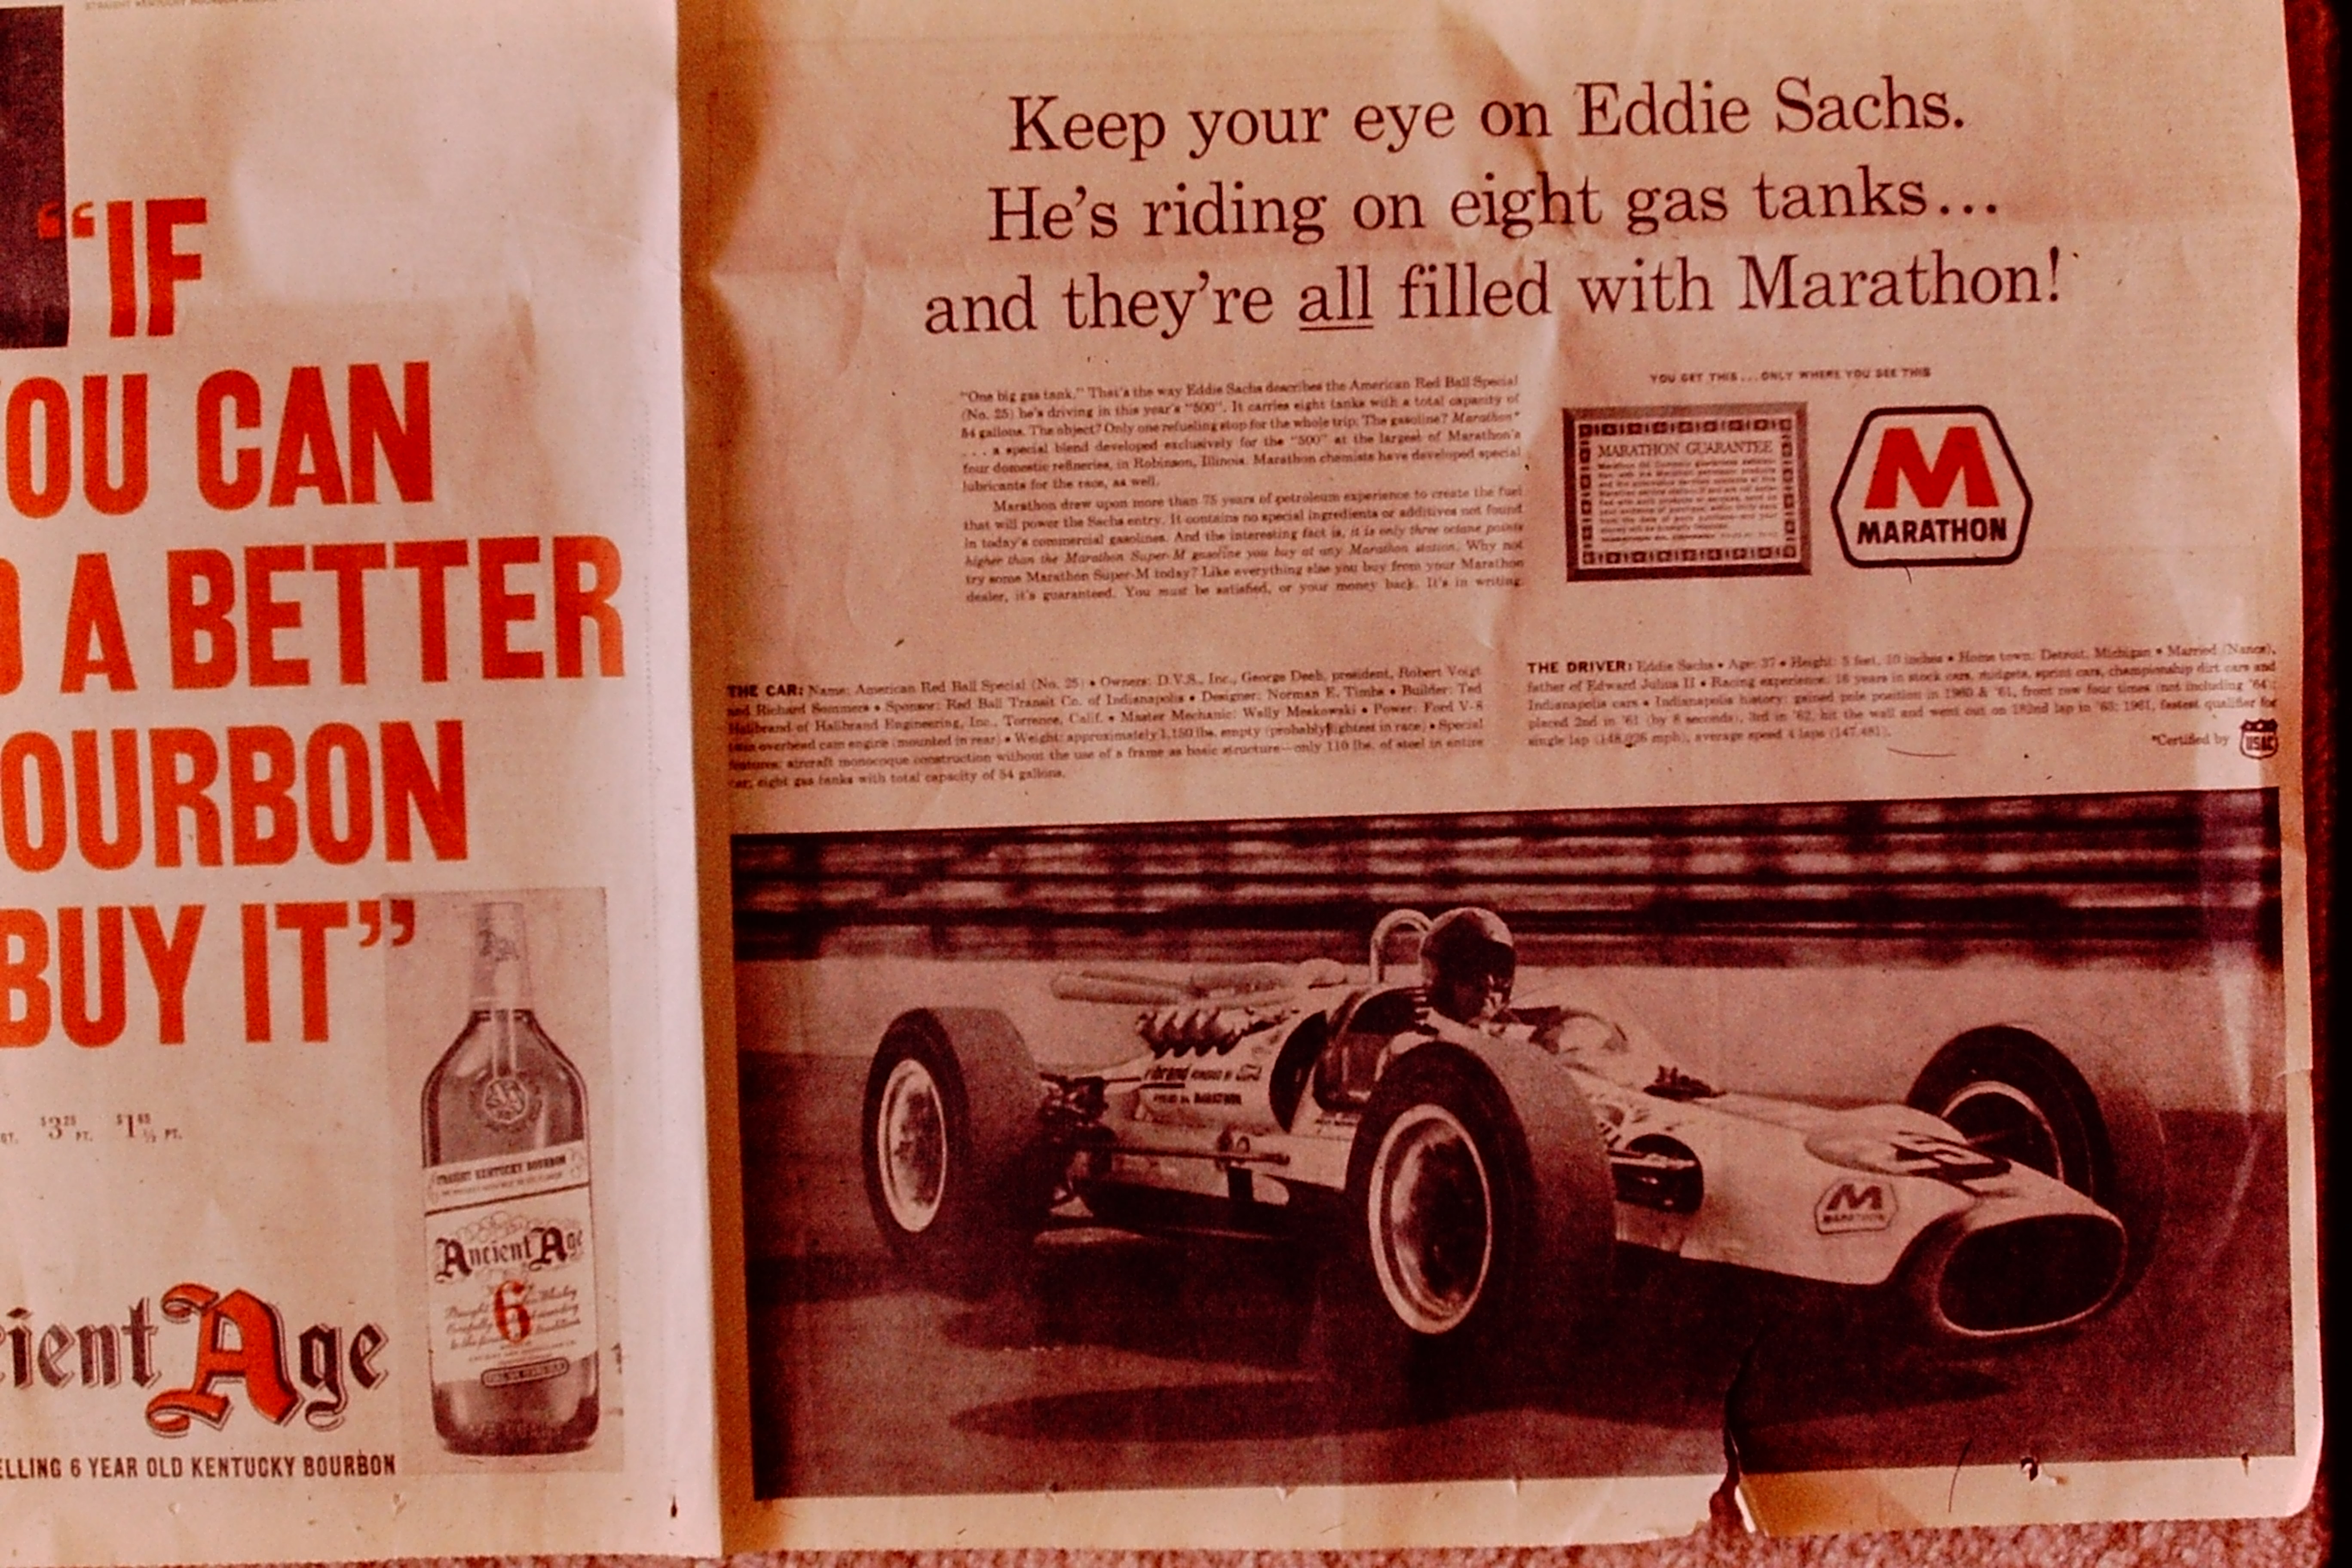 STRAIGHT KENTUCKY BOURBON
“IF
OU CAN
A BETTER
OURBON
BUY IT”
$3.25 PT. $1.65 ½ PT.
STRAIGHT KENTUCKY BOURBON
Ancient Age
6
cient Age
ELLING 6 YEAR OLD KENTUCKY BOURBON
Keep your eye on Eddie Sachs.
He’s riding on eight gas tanks...
and they’re all filled with Marathon!
“One big gas tank.” That’s the way Eddie Sachs describes the American Red Ball Special
(No. 25) he’s driving in this year’s “500”. It carries eight tanks with a total capacity of
84 gallons. The object? Only one refueling stop for the whole trip. The gasoline? Marathon*
. . . a special blend developed exclusively for the “500” at the largest of Marathon’s
four domestic refineries, in Robinson, Illinois. Marathon chemists have developed special
lubricants for the race, as well.
Marathon drew upon more than 75 years of petroleum experience to create the fuel
that will power the Sachs entry. It contains no special ingredients or additives not found
in today’s commercial gasolines. And the interesting fact is, it is only three octane points
higher than the Marathon Super-M gasoline you buy at any Marathon station. Why not
try some Marathon Super-M today? Like everything else you buy from your Marathon
dealer, it’s guaranteed. You must be satisfied, or your money back. It’s in writing.
YOU GET THIS...ONLY WHERE YOU SEE THIS
MARATHON GUARANTEE
M
MARATHON
THE CAR: Name: American Red Ball Special (No. 25) • Owners: D.V.S., Inc., George Deeb, president, Robert Voigt
and Richard Sommers • Sponsor: Red Ball Transit Co. of Indianapolis • Designer: Norman E. Timbs • Builder: Ted
Halibrand of Halibrand Engineering, Inc., Torrence, Calif. • Master Mechanic: Wally Meskowski • Power: Ford V-8
twin overhead cam engine (mounted in rear) • Weight: approximately 1,150 lbs. empty (probably lightest in race) • Special
features: aircraft monocoque construction without the use of a frame as basic structure—only 110 lbs. of steel in entire
car; eight gas tanks with total capacity of 84 gallons.
THE DRIVER: Eddie Sachs • Age: 37 • Height: 5 feet, 10 inches • Home town: Detroit, Michigan • Married (Nance),
father of Edward Julius II • Racing experience: 16 years in stock cars, midgets, sprint cars, championship dirt cars and
Indianapolis cars • Indianapolis history: gained pole position in 1960 & ’61, front row four times (not including ’64);
placed 2nd in ’61 (by 8 seconds), 3rd in ’62, hit the wall and went out on 182nd lap in ’63; 1961, fastest qualifier for
single lap (148. mph), average speed 4 laps (147.481).
*Certified by USAC
POWERED BY Ford
MARATHON
M
MARATHON